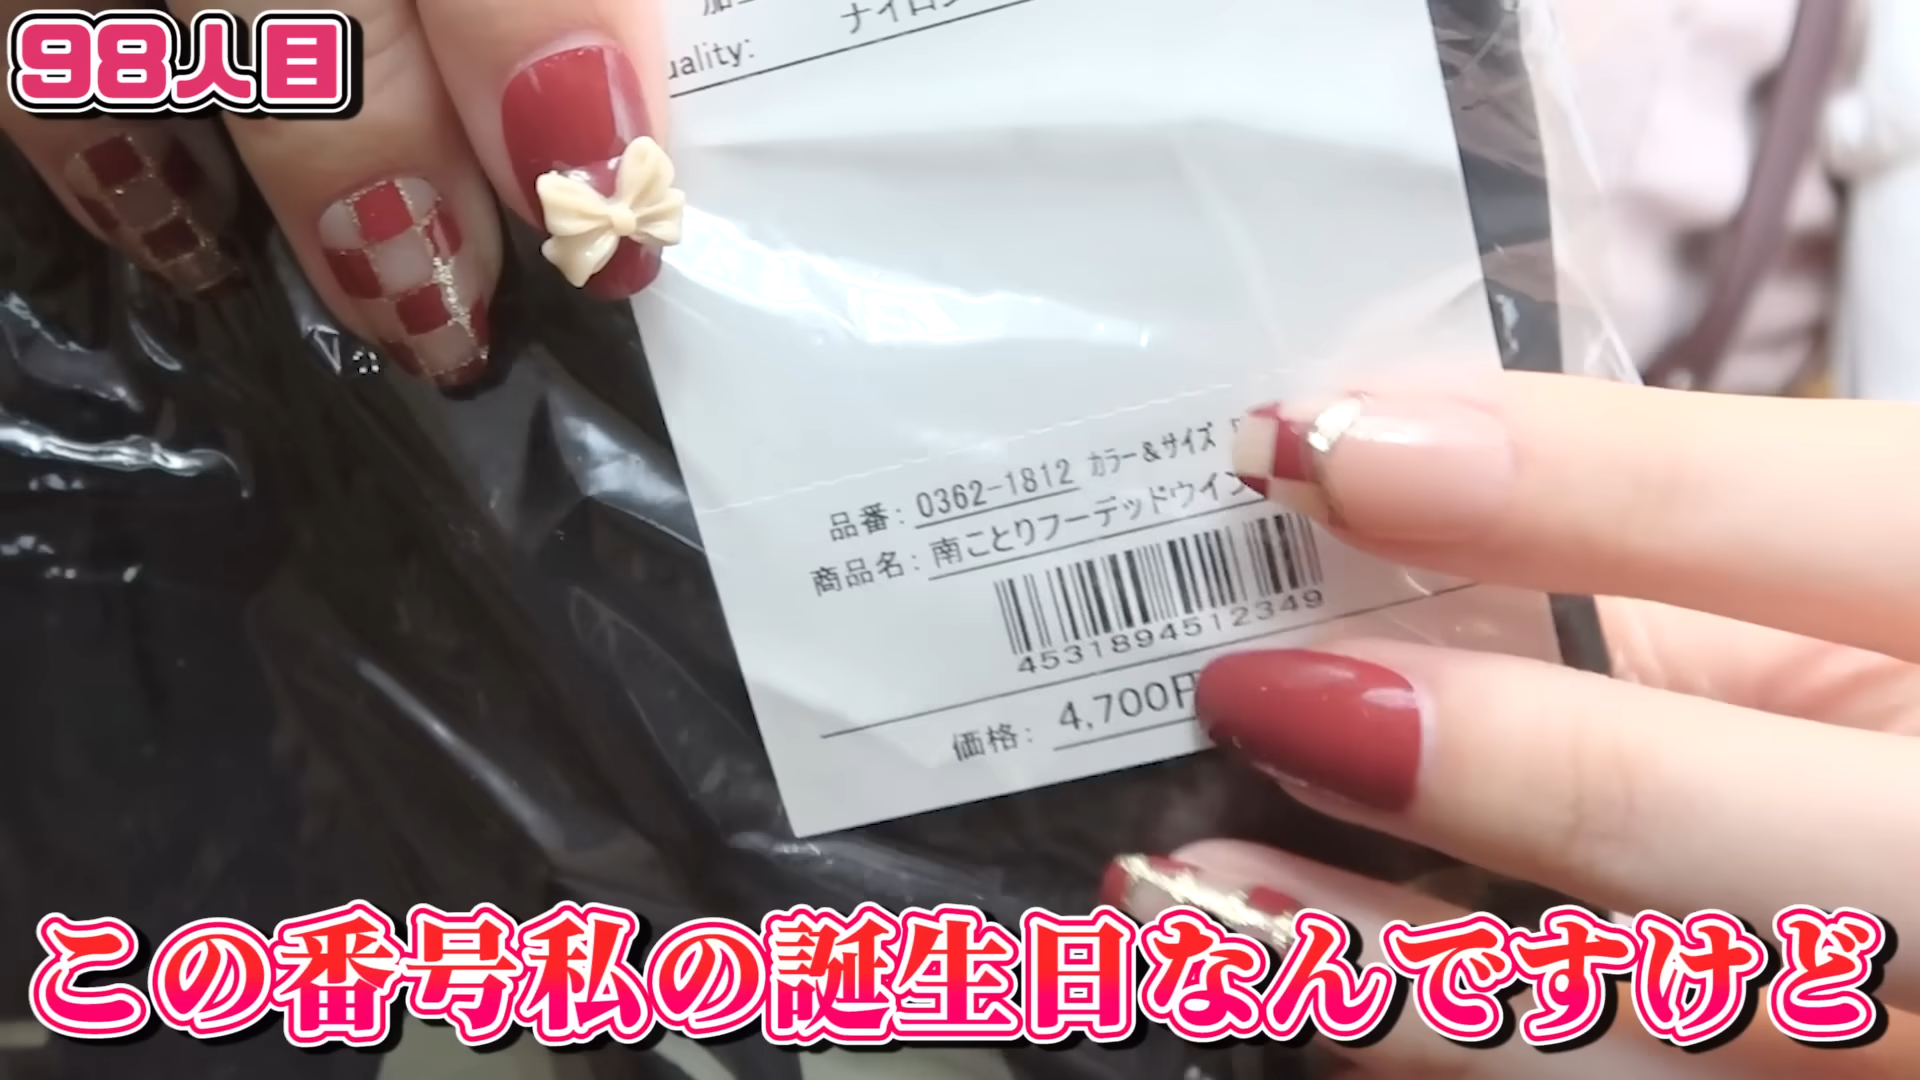 98人目
uality:
ナイロン
品番: 0362-1812 カラー&サイズ
商品名: 南ことりフーデッドウイン
4531894512349
価格: 4,700円
この番号私の誕生日なんですけど